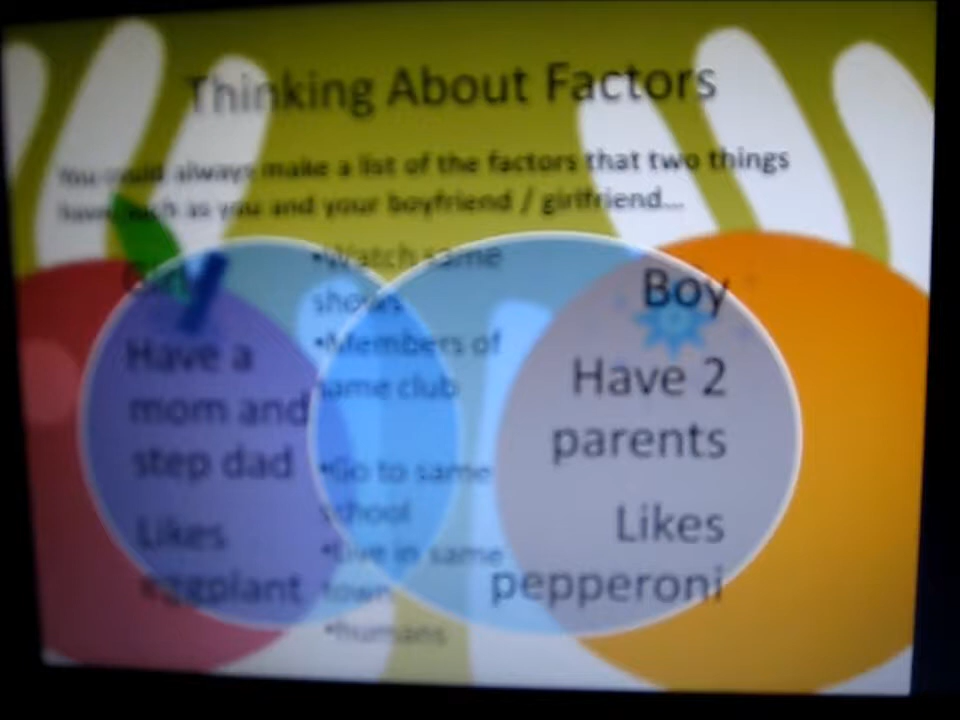 Thinking About Factors
You could always make a list of the factors that two things
have, such as you and your boyfriend / girlfriend...
Girl
Have a
mom and
step dad
Likes
eggplant
•Watch same
shows
•Members of
same club
•Go to same
school
•Live in same
town
•humans
Boy
Have 2
parents
Likes
pepperoni